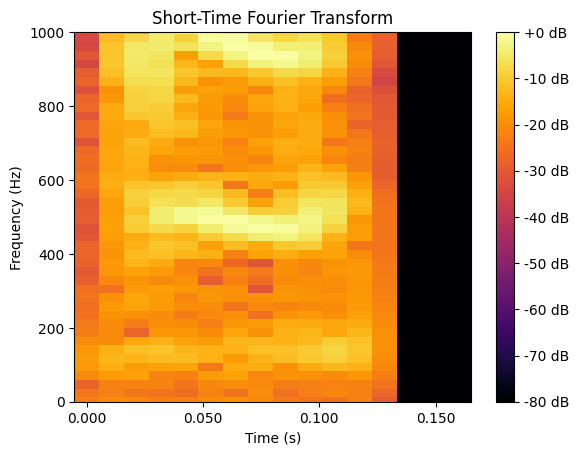 Short-Time Fourier Transform
Frequency (Hz)
1000
800
600
400
200
0
0.000
0.050
0.100
0.150
Time (s)
+0 dB
-10 dB
-20 dB
-30 dB
-40 dB
-50 dB
-60 dB
-70 dB
-80 dB